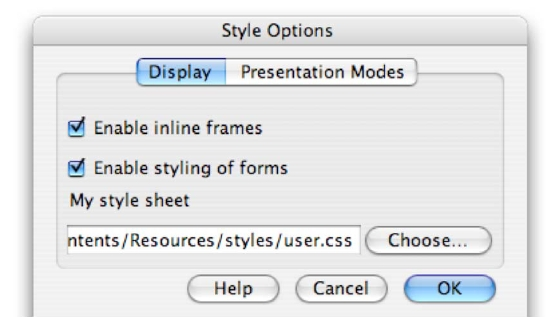 Style Options
Display Presentation Modes
Enable inline frames
Enable styling of forms
My style sheet
ntents/Resources/styles/user.css Choose...
Help Cancel OK